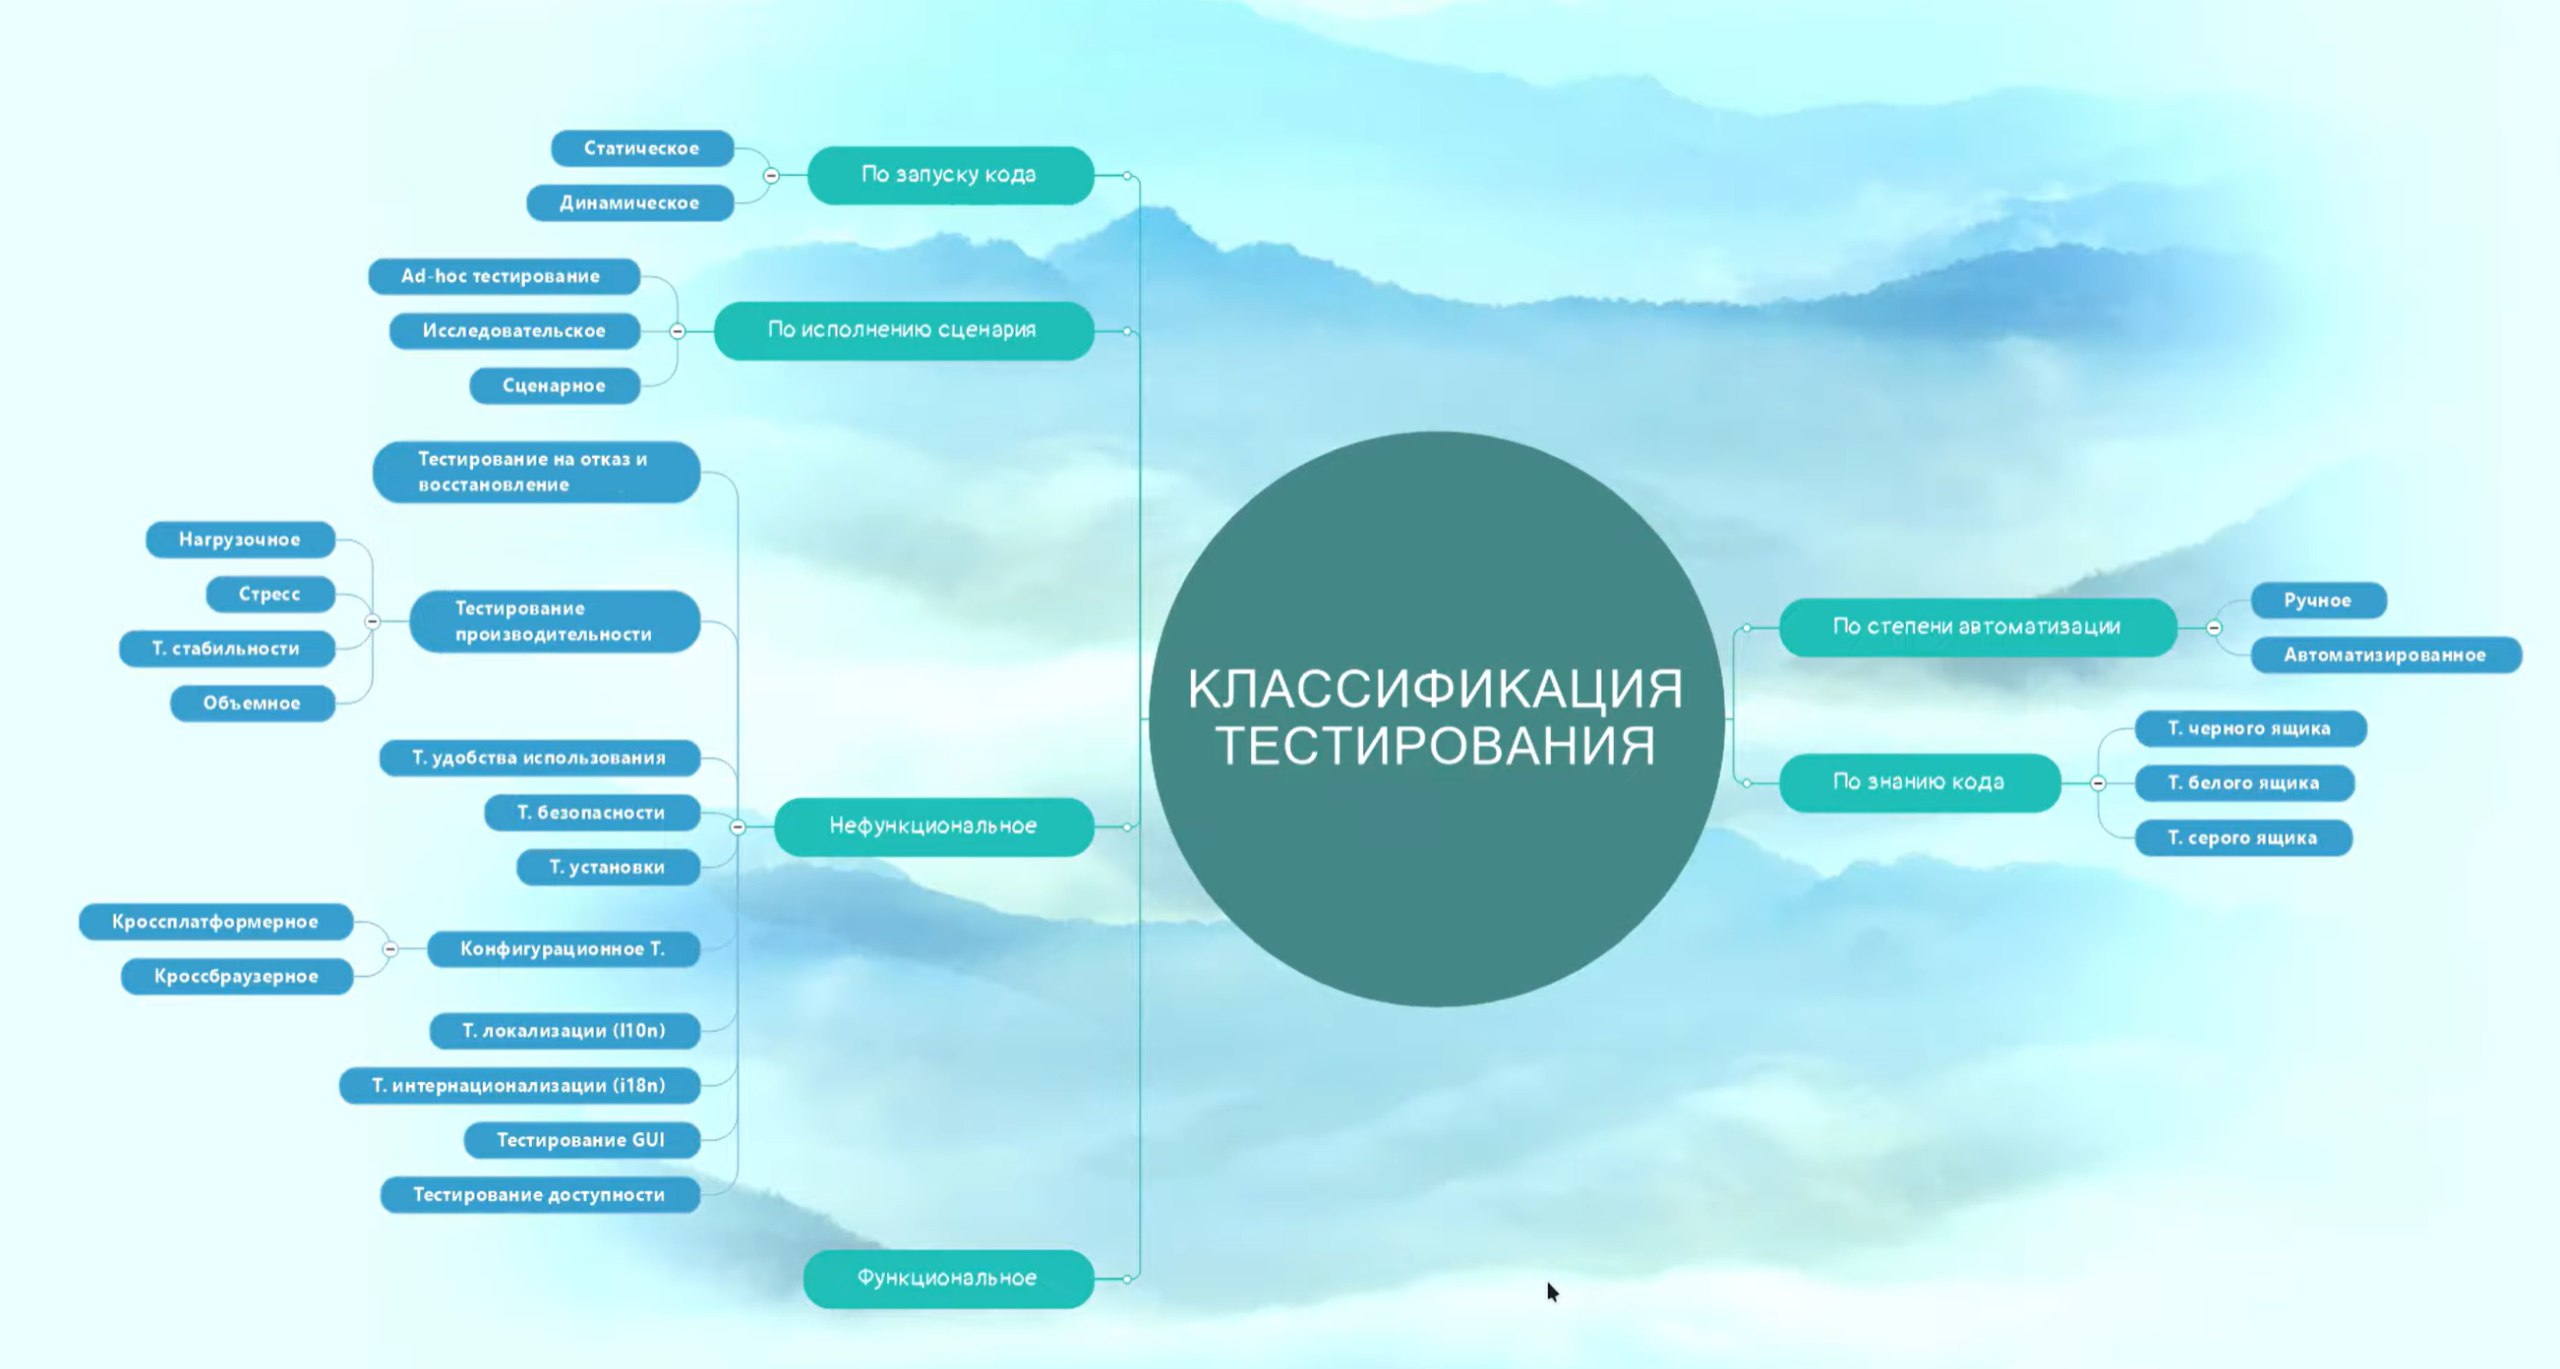 Статическое
Динамическое
По запуску кода
Ad-hoc тестирование
Исследовательское
Сценарное
По исполнению сценария
Тестирование на отказ и
восстановление
Нагрузочное
Стресс
Т. стабильности
Объемное
Тестирование
производительности
Т. удобства использования
Т. безопасности
Т. установки
Нефункциональное
Кроссплатформерное
Кроссбраузерное
Конфигурационное Т.
Т. локализации (l10n)
Т. интернационализации (i18n)
Тестирование GUI
Тестирование доступности
Функциональное
КЛАССИФИКАЦИЯ
ТЕСТИРОВАНИЯ
По степени автоматизации
Ручное
Автоматизированное
По знанию кода
Т. черного ящика
Т. белого ящика
Т. серого ящика